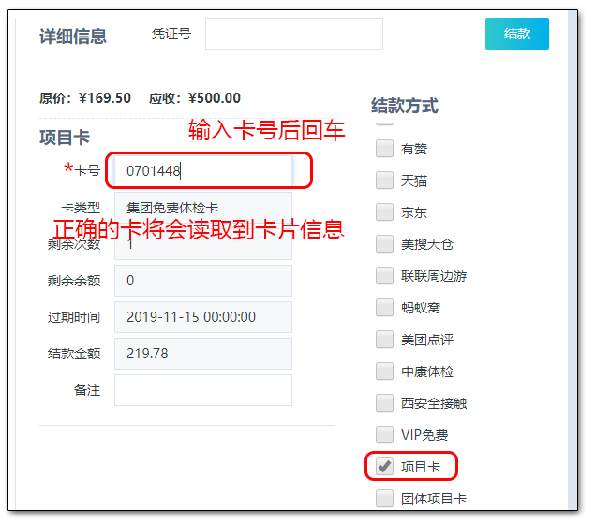 详细信息
凭证号
结款
原价: ¥169.50 应收: ¥500.00
项目卡
输入卡号后回车
*卡号 0701448
卡类型 集团免费体检卡
正确的卡将会读取到卡片信息
剩余次数 1
剩余余额 0
过期时间 2019-11-15 00:00:00
结款金额 219.78
备注
结款方式
有赞
天猫
京东
美搜大仓
联联周边游
蚂蚁窝
美团点评
中康体检
西安全接触
VIP免费
项目卡
团体项目卡